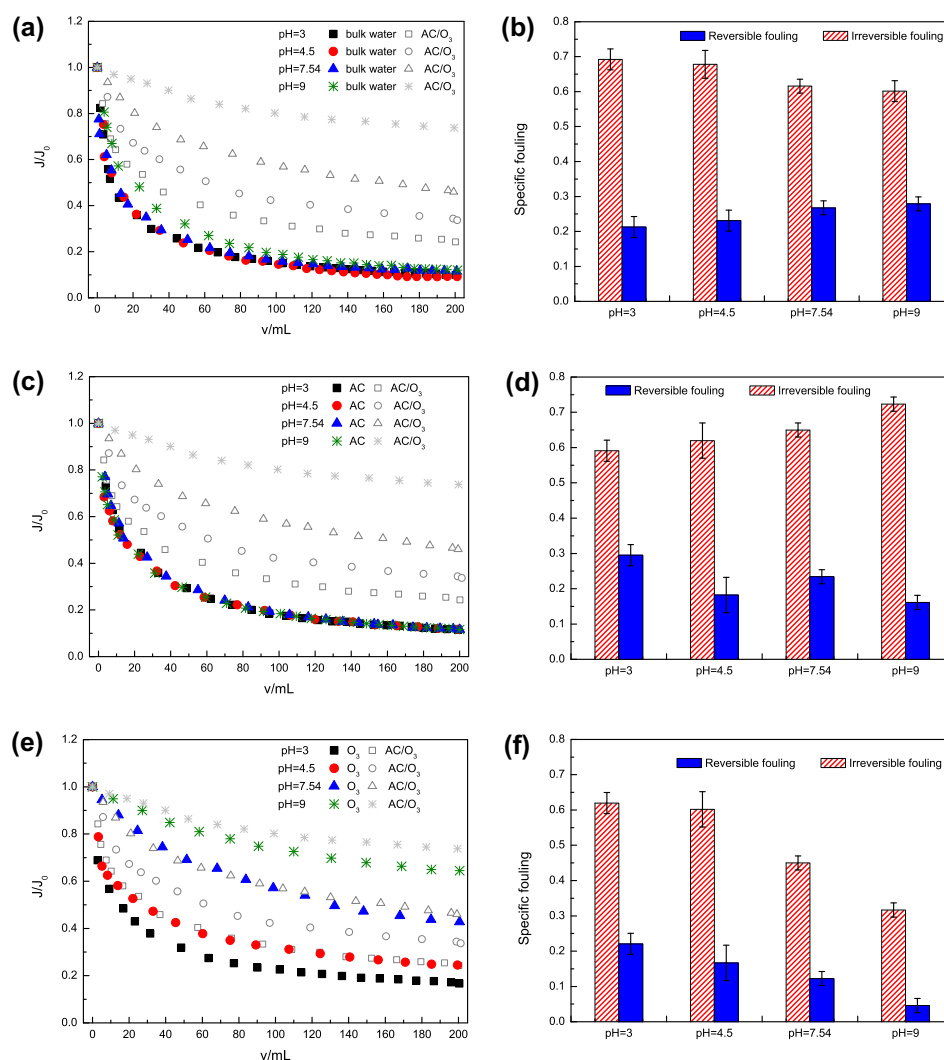 (a)
pH=3 bulk water AC/O3
pH=4.5 bulk water AC/O3
pH=7.54 bulk water AC/O3
pH=9 bulk water AC/O3
J/J0
1.2
1.0
0.8
0.6
0.4
0.2
0.0
0 20 40 60 80 100 120 140 160 180 200
v/mL
(b)
Reversible fouling Irreversible fouling
Specific fouling
0.8
0.7
0.6
0.5
0.4
0.3
0.2
0.1
0.0
pH=3 pH=4.5 pH=7.54 pH=9
(c)
pH=3 AC AC/O3
pH=4.5 AC AC/O3
pH=7.54 AC AC/O3
pH=9 AC AC/O3
J/J0
1.2
1.0
0.8
0.6
0.4
0.2
0.0
0 20 40 60 80 100 120 140 160 180 200
v/mL
(d)
Reversible fouling Irreversible fouling
Specific fouling
0.8
0.7
0.6
0.5
0.4
0.3
0.2
0.1
0.0
pH=3 pH=4.5 pH=7.54 pH=9
(e)
pH=3 O3 AC/O3
pH=4.5 O3 AC/O3
pH=7.54 O3 AC/O3
pH=9 O3 AC/O3
J/J0
1.2
1.0
0.8
0.6
0.4
0.2
0.0
0 20 40 60 80 100 120 140 160 180 200
v/mL
(f)
Reversible fouling Irreversible fouling
Specific fouling
0.8
0.7
0.6
0.5
0.4
0.3
0.2
0.1
0.0
pH=3 pH=4.5 pH=7.54 pH=9